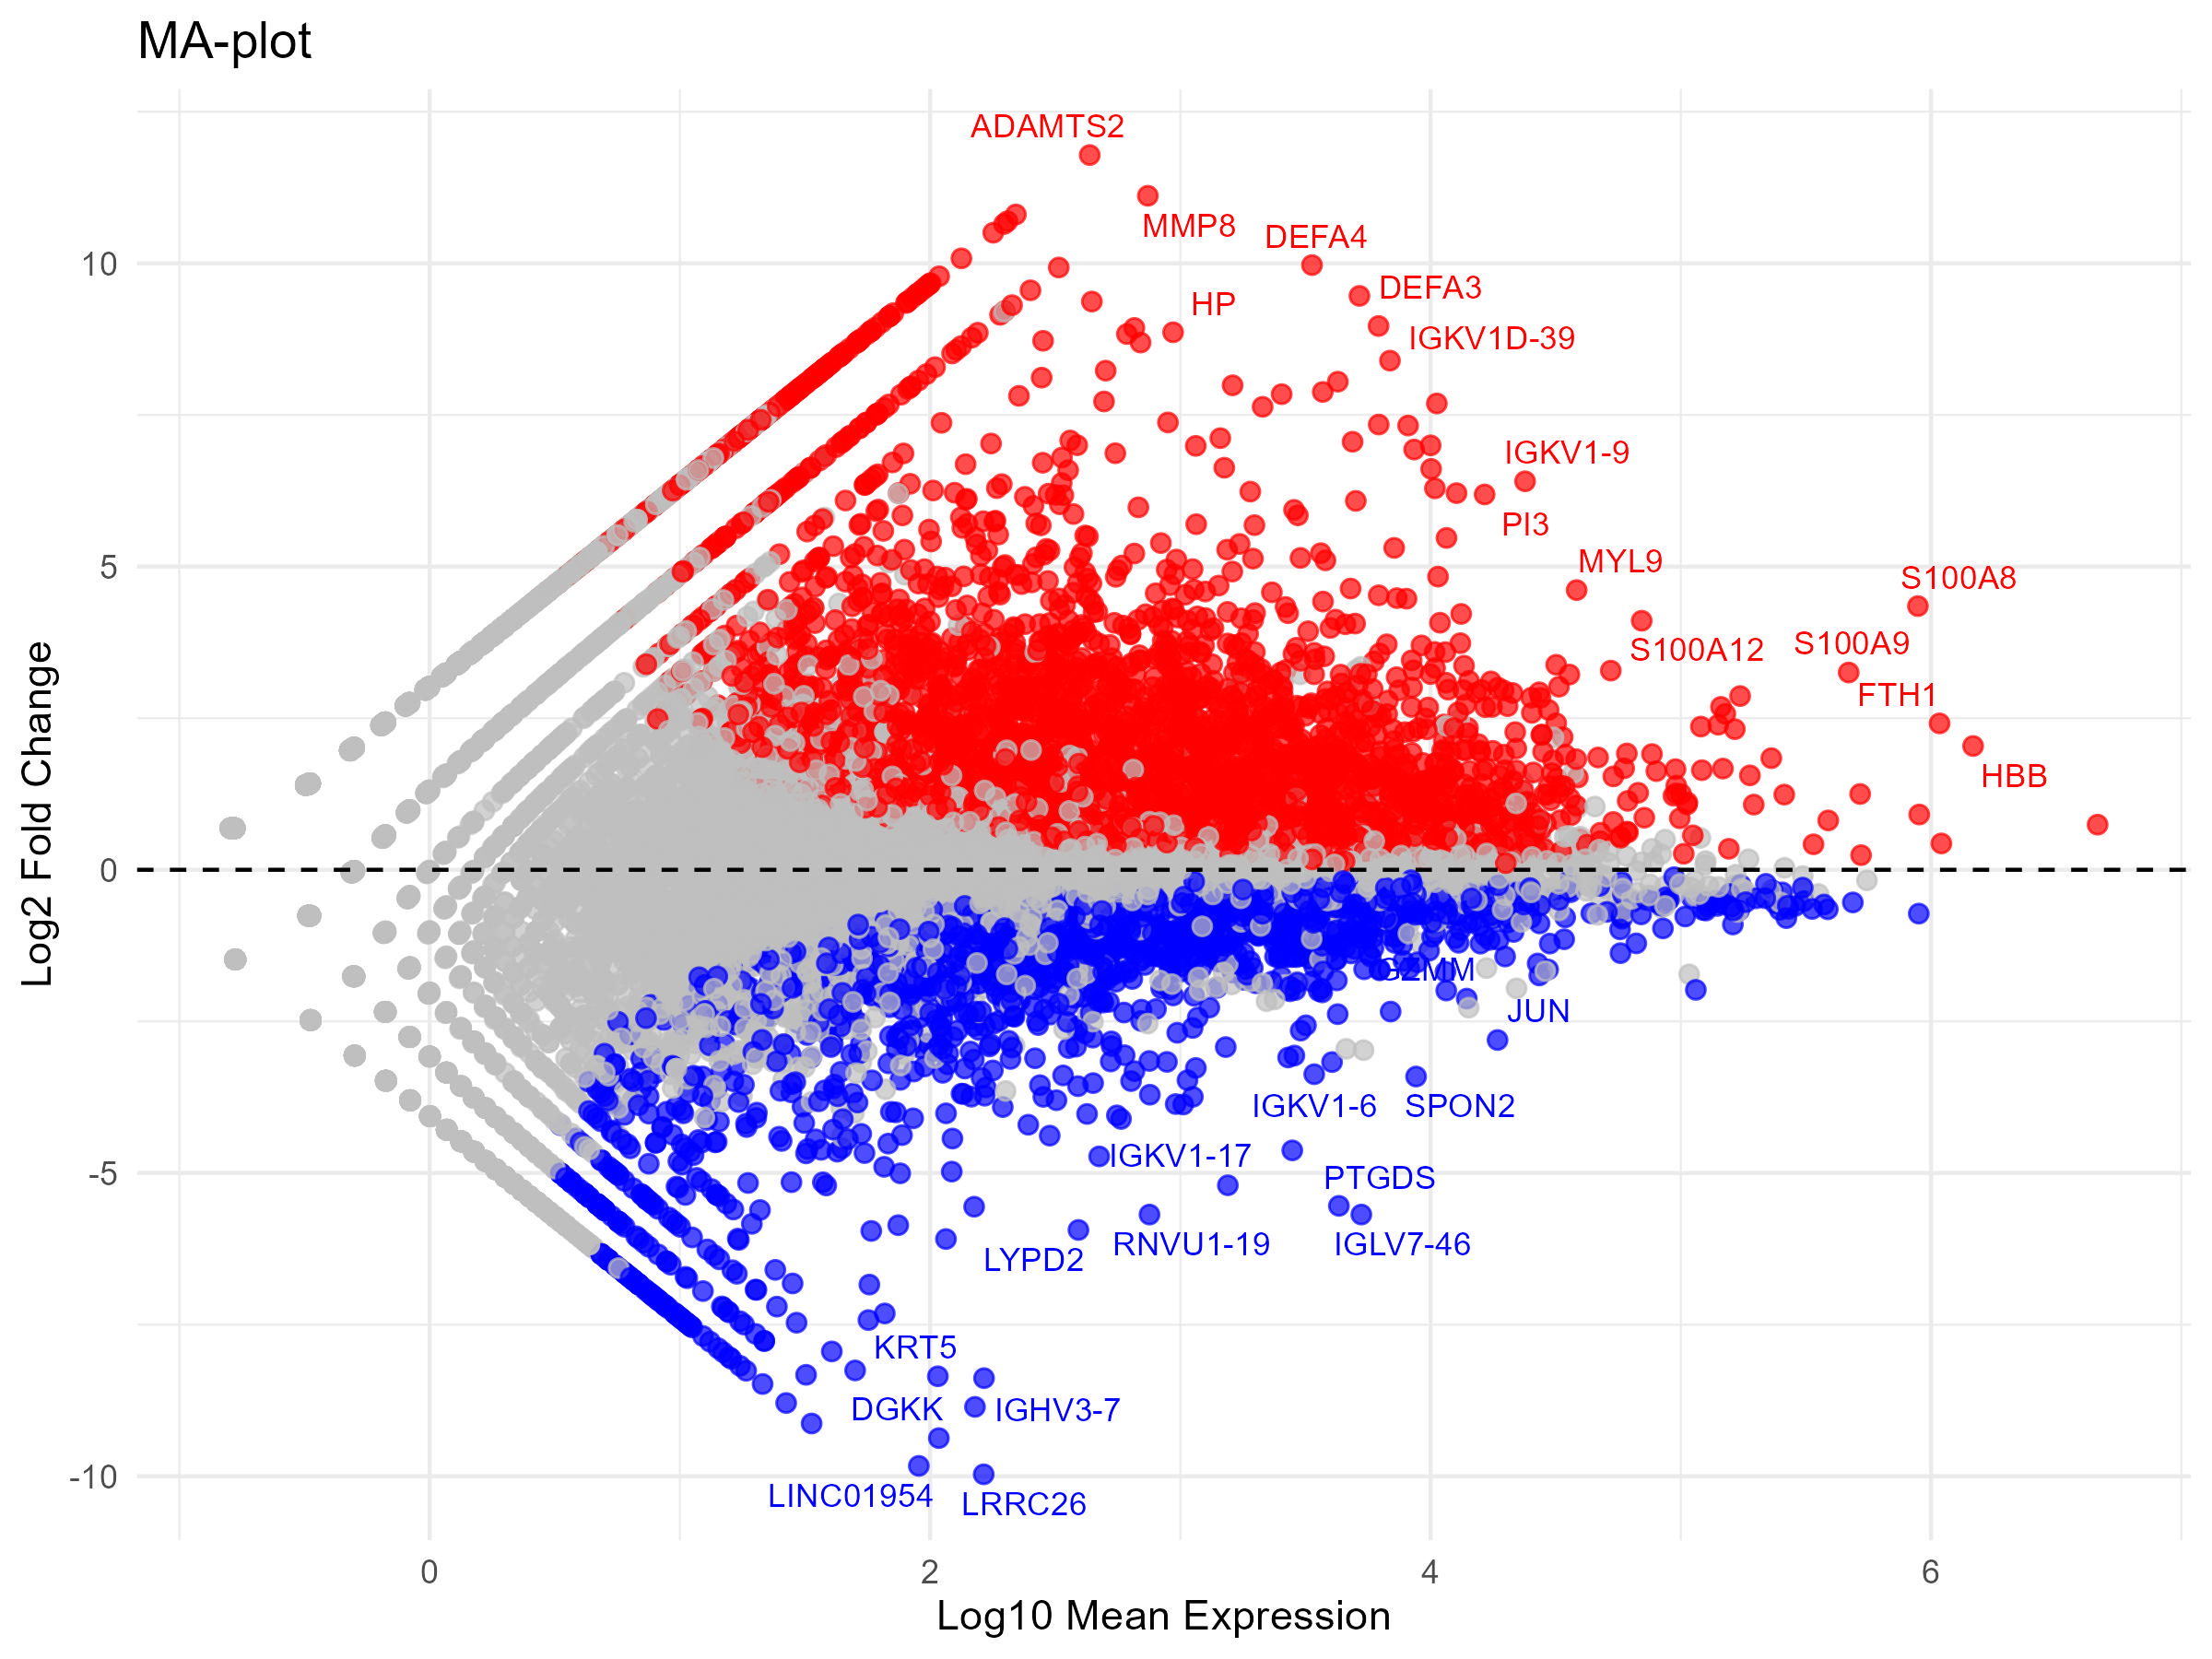 MA-plot
ADAMTS2
MMP8
DEFA4
DEFA3
HP
IGKV1D-39
IGKV1-9
PI3
MYL9
S100A8
S100A9
S100A12
FTH1
HBB
GZMM
JUN
IGKV1-6
SPON2
IGKV1-17
PTGDS
RNVU1-19
IGLV7-46
LYPD2
KRT5
DGKK
IGHV3-7
LINC01954
LRRC26
10
5
0
-5
-10
Log2 Fold Change
0
2
4
6
Log10 Mean Expression